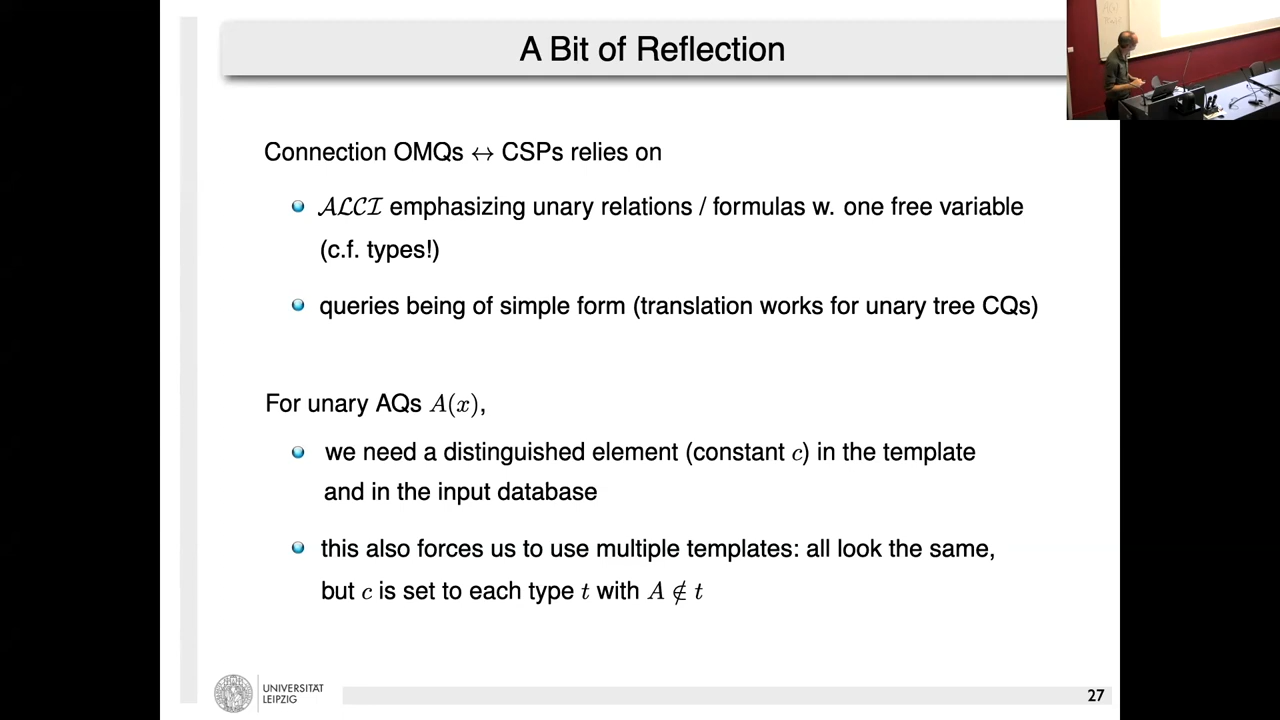 A Bit of Reflection
Connection OMQs ↔ CSPs relies on
𝒜ℒ𝒞ℐ emphasizing unary relations / formulas w. one free variable
(c.f. types!)
queries being of simple form (translation works for unary tree CQs)
For unary AQs A(x),
we need a distinguished element (constant c) in the template
and in the input database
this also forces us to use multiple templates: all look the same,
but c is set to each type t with A ∉ t
UNIVERSITÄT
LEIPZIG
27